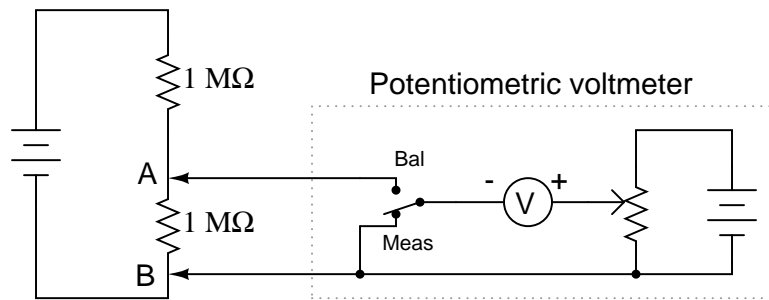 1 MΩ
Potentiometric voltmeter
A
Bal
- V +
1 MΩ
Meas
B